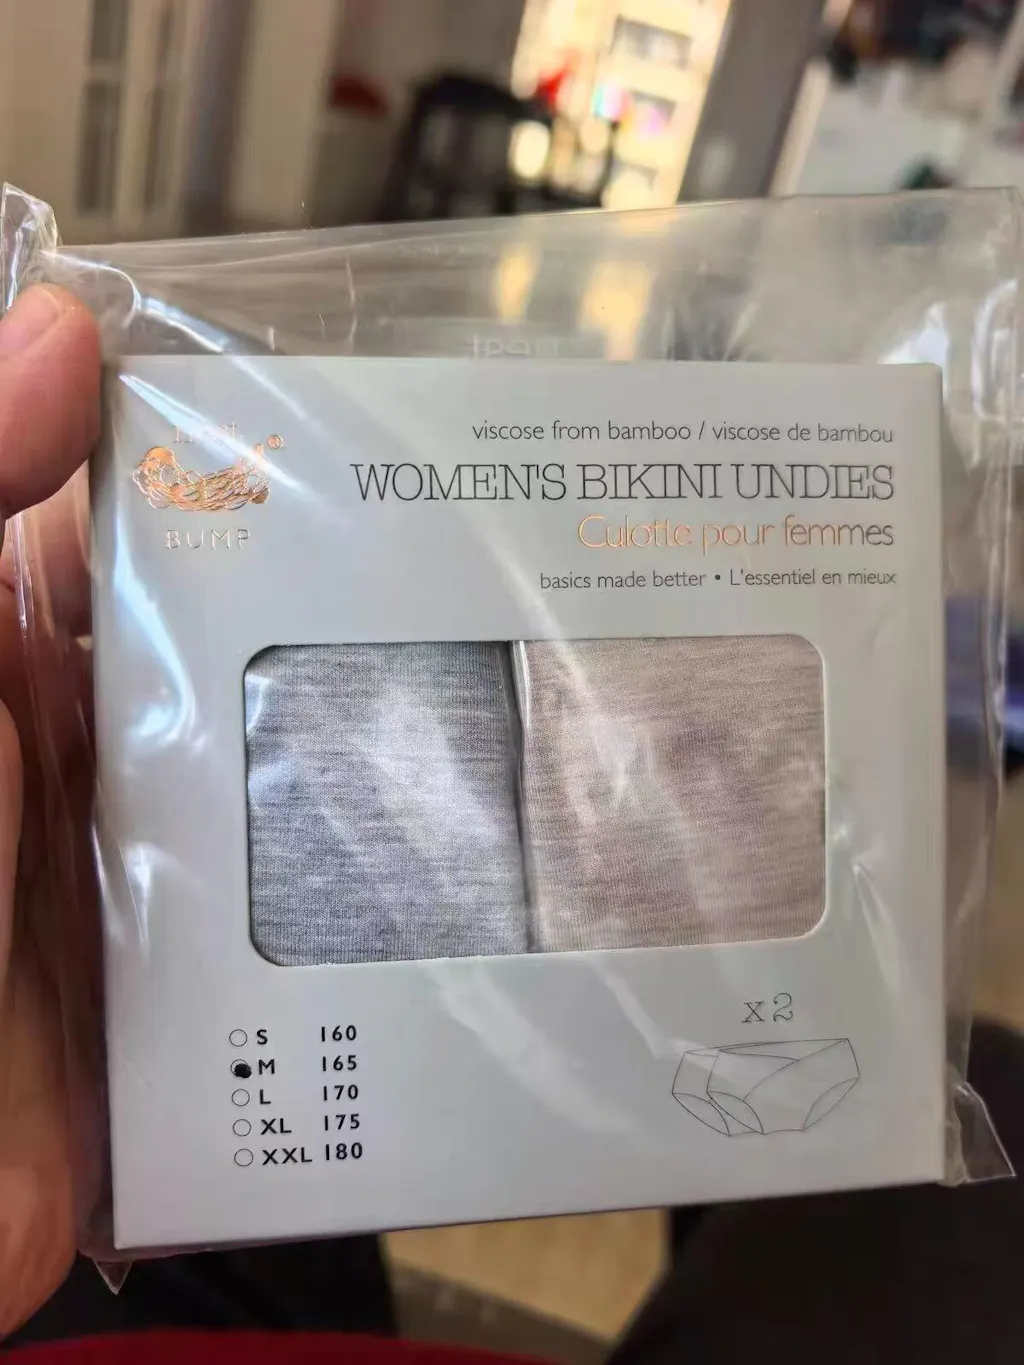 BUMP
viscose from bamboo / viscose de bambou
WOMEN'S BIKINI UNDIES
Culotte pour femmes
basics made better • L'essentiel en mieux
S 160
M 165
L 170
XL 175
XXL 180
x2